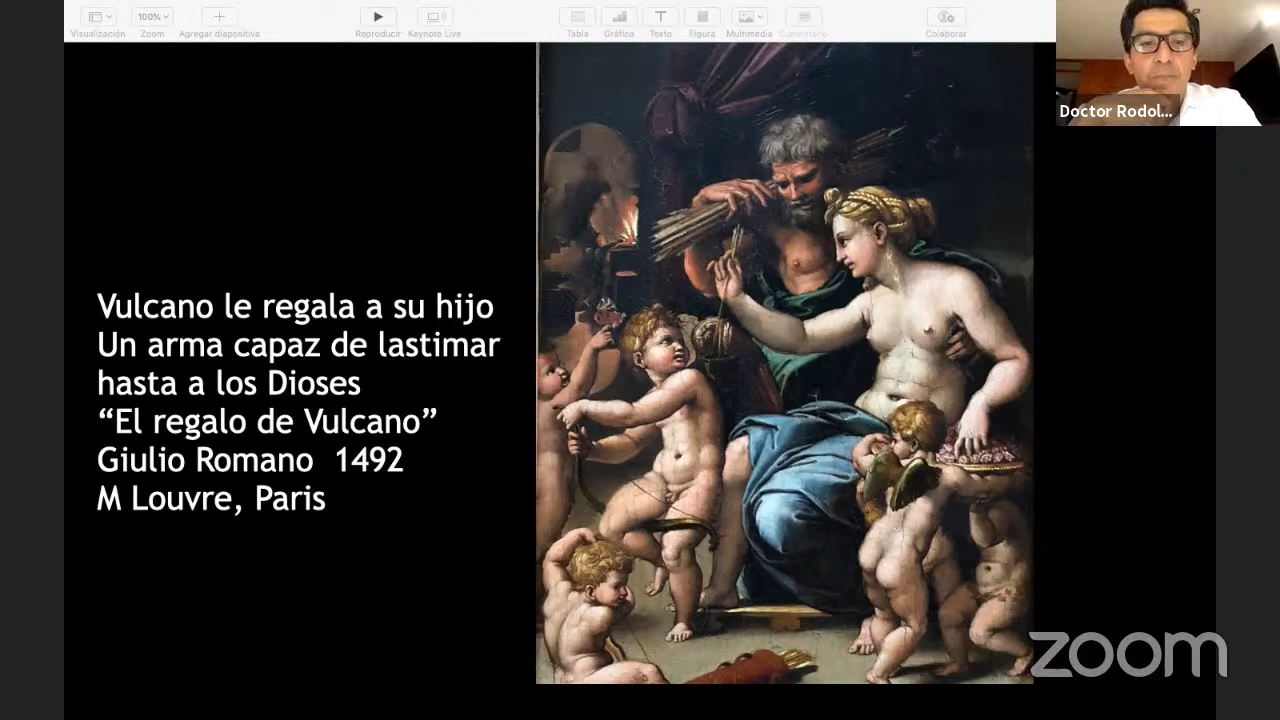 100%
Visualización Zoom Agregar diapositiva Reproducir Keynote Live Tabla Gráfica Texto Figura Multimedia Comentario Colaborar
Doctor Rodol...
Vulcano le regala a su hijo
Un arma capaz de lastimar
hasta a los Dioses
“El regalo de Vulcano”
Giulio Romano 1492
M Louvre, Paris
zoom